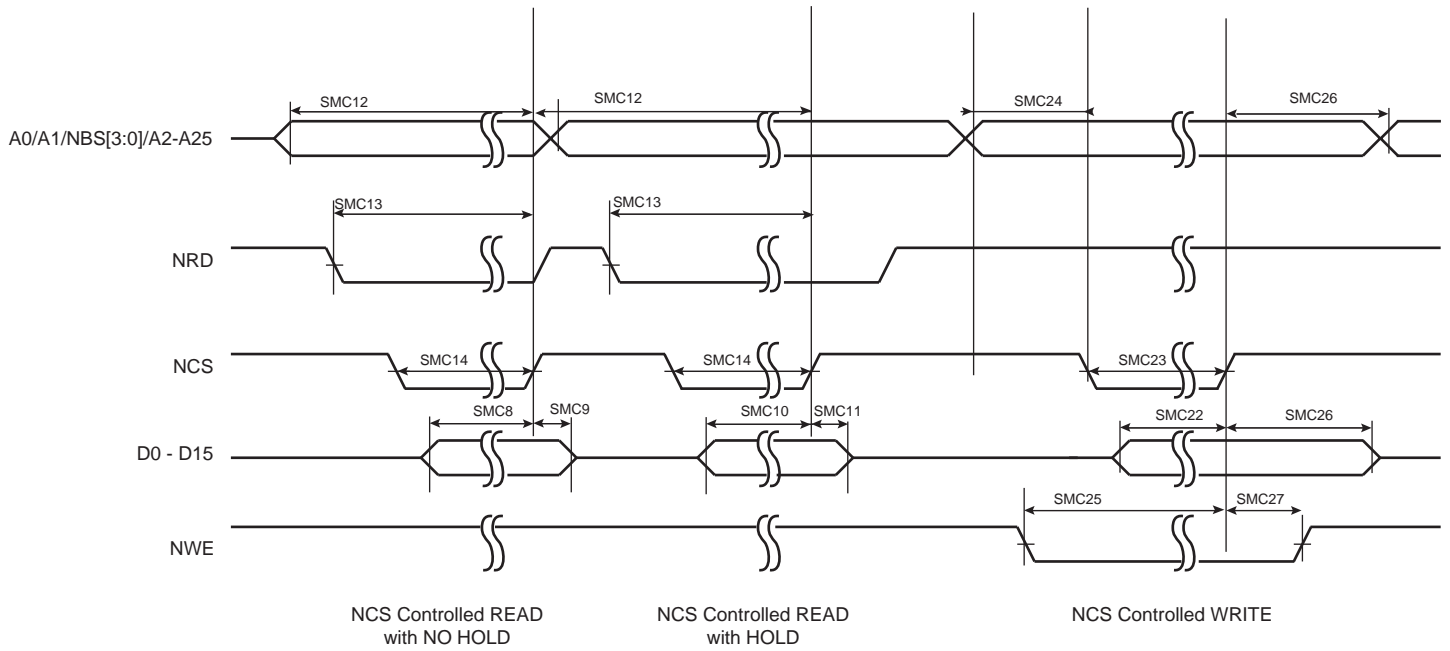 SMC12
SMC12
SMC24
SMC26
A0/A1/NBS[3:0]/A2-A25
SMC13
SMC13
NRD
NCS
SMC14
SMC14
SMC23
SMC8
SMC9
SMC10
SMC11
SMC22
SMC26
D0 - D15
SMC25
SMC27
NWE
NCS Controlled READ
with NO HOLD
NCS Controlled READ
with HOLD
NCS Controlled WRITE